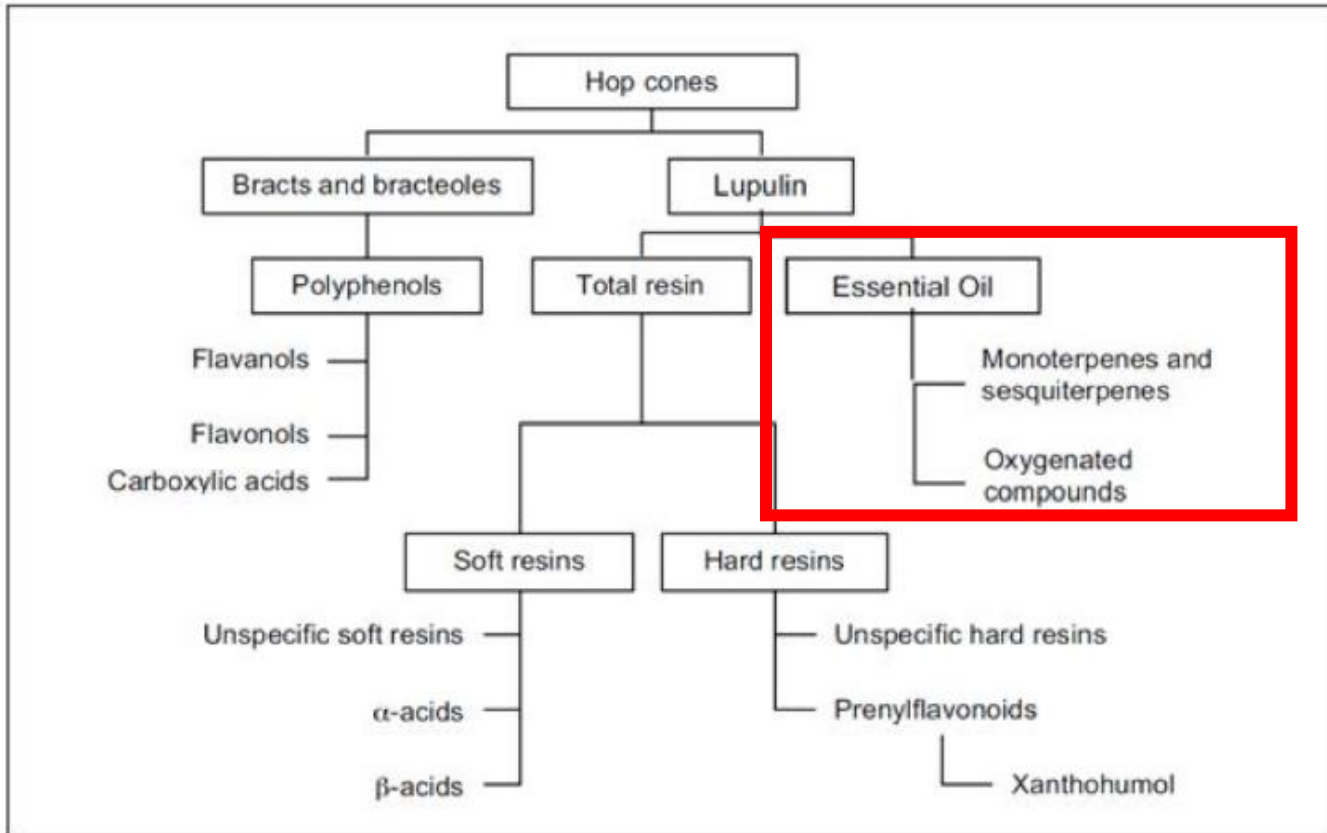 Hop cones
Bracts and bracteoles
Lupulin
Polyphenols
Total resin
Essential Oil
Flavanols
Flavonols
Carboxylic acids
Monoterpenes and
sesquiterpenes
Oxygenated
compounds
Soft resins
Hard resins
Unspecific soft resins
α-acids
β-acids
Unspecific hard resins
Prenylflavonoids
Xanthohumol